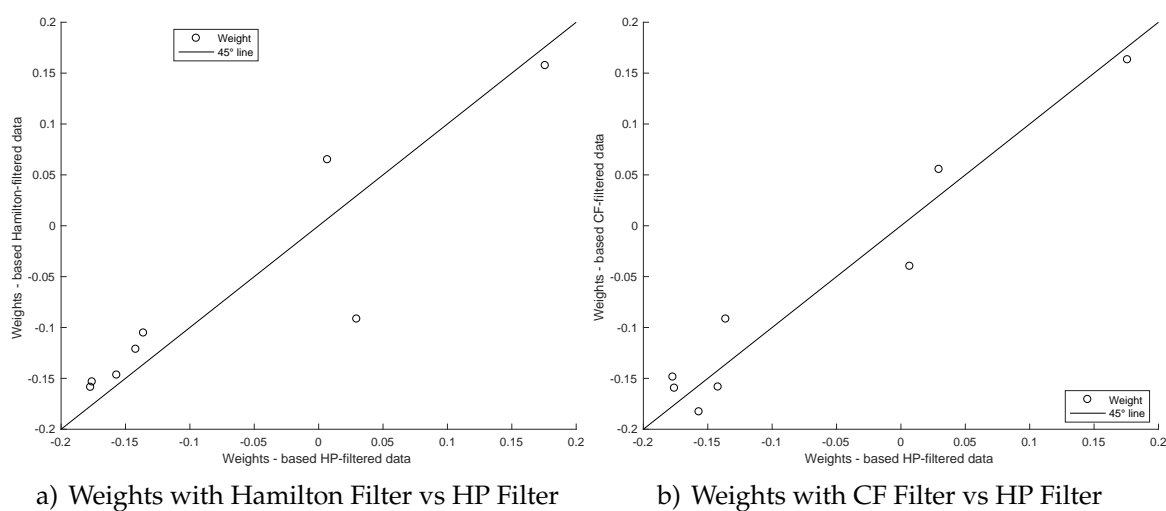 0.2
0.15
0.1
0.05
0
-0.05
-0.1
-0.15
-0.2
Weights - based Hamilton-filtered data
Weight
45° line
-0.2 -0.15 -0.1 -0.05 0 0.05 0.1 0.15 0.2
Weights - based HP-filtered data
a) Weights with Hamilton Filter vs HP Filter
0.2
0.15
0.1
0.05
0
-0.05
-0.1
-0.15
-0.2
Weights - based CF-filtered data
Weight
45° line
-0.2 -0.15 -0.1 -0.05 0 0.05 0.1 0.15 0.2
Weights - based HP-filtered data
b) Weights with CF Filter vs HP Filter